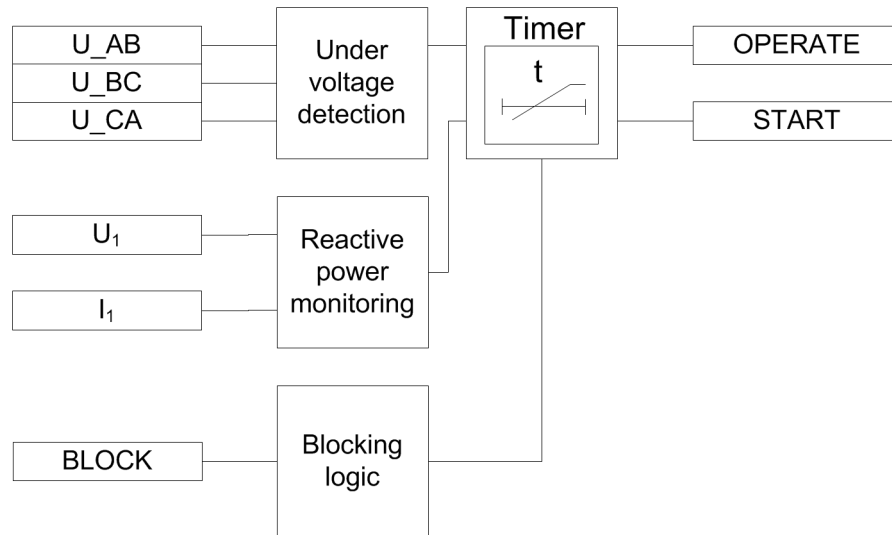 U_AB
U_BC
U_CA
Under
voltage
detection
Timer
t
OPERATE
START
U₁
I₁
Reactive
power
monitoring
BLOCK
Blocking
logic